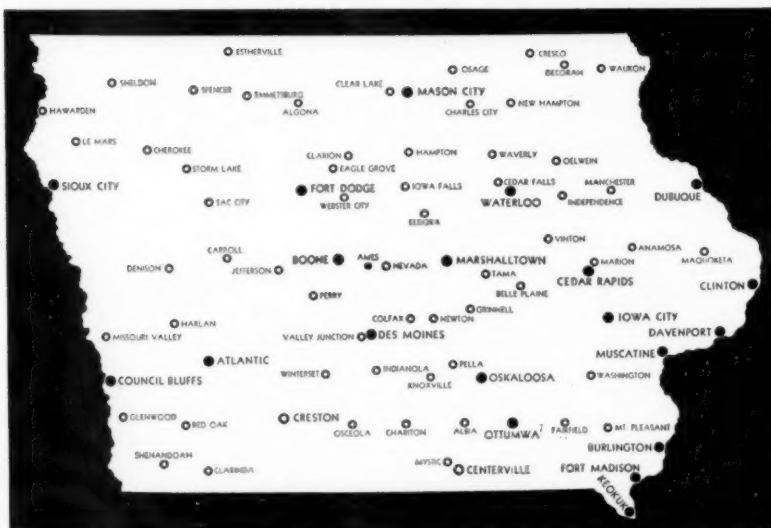 ESTHERVILLE
CRESCO
OSAGE
DECORAH
WAUKON
SHELDON
SPENCER
EMMETSBURG
CLEAR LAKE
MASON CITY
ALGONA
CHARLES CITY
NEW HAMPTON
HAWARDEN
LE MARS
CHEROKEE
CLARION
HAMPTON
WAVERLY
OELWEIN
STORM LAKE
EAGLE GROVE
SIOUX CITY
FORT DODGE
IOWA FALLS
CEDAR FALLS
MANCHESTER
DUBUQUE
WEBSTER CITY
WATERLOO
INDEPENDENCE
SAC CITY
ELDORA
VINTON
ANAMOSA
MAQUOKETA
CARROLL
BOONE
AMES
MARSHALLTOWN
DENISON
JEFFERSON
NEVADA
MARION
TAMA
CEDAR RAPIDS
CLINTON
BELLE PLAINE
PERRY
GRINNELL
COLFAX
NEWTON
IOWA CITY
HARLAN
MISSOURI VALLEY
VALLEY JUNCTION
DES MOINES
DAVENPORT
MUSCATINE
ATLANTIC
PELLA
COUNCIL BLUFFS
WINTERSET
INDIANOLA
KNOXVILLE
OSKALOOSA
WASHINGTON
GLENWOOD
RED OAK
CRESTON
OSCEOLA
CHARITON
ALBIA
OTTUMWA
FAIRFIELD
MT. PLEASANT
BURLINGTON
SHENANDOAH
CLARINDA
MYSTIC
CENTERVILLE
FORT MADISON
KEOKUK